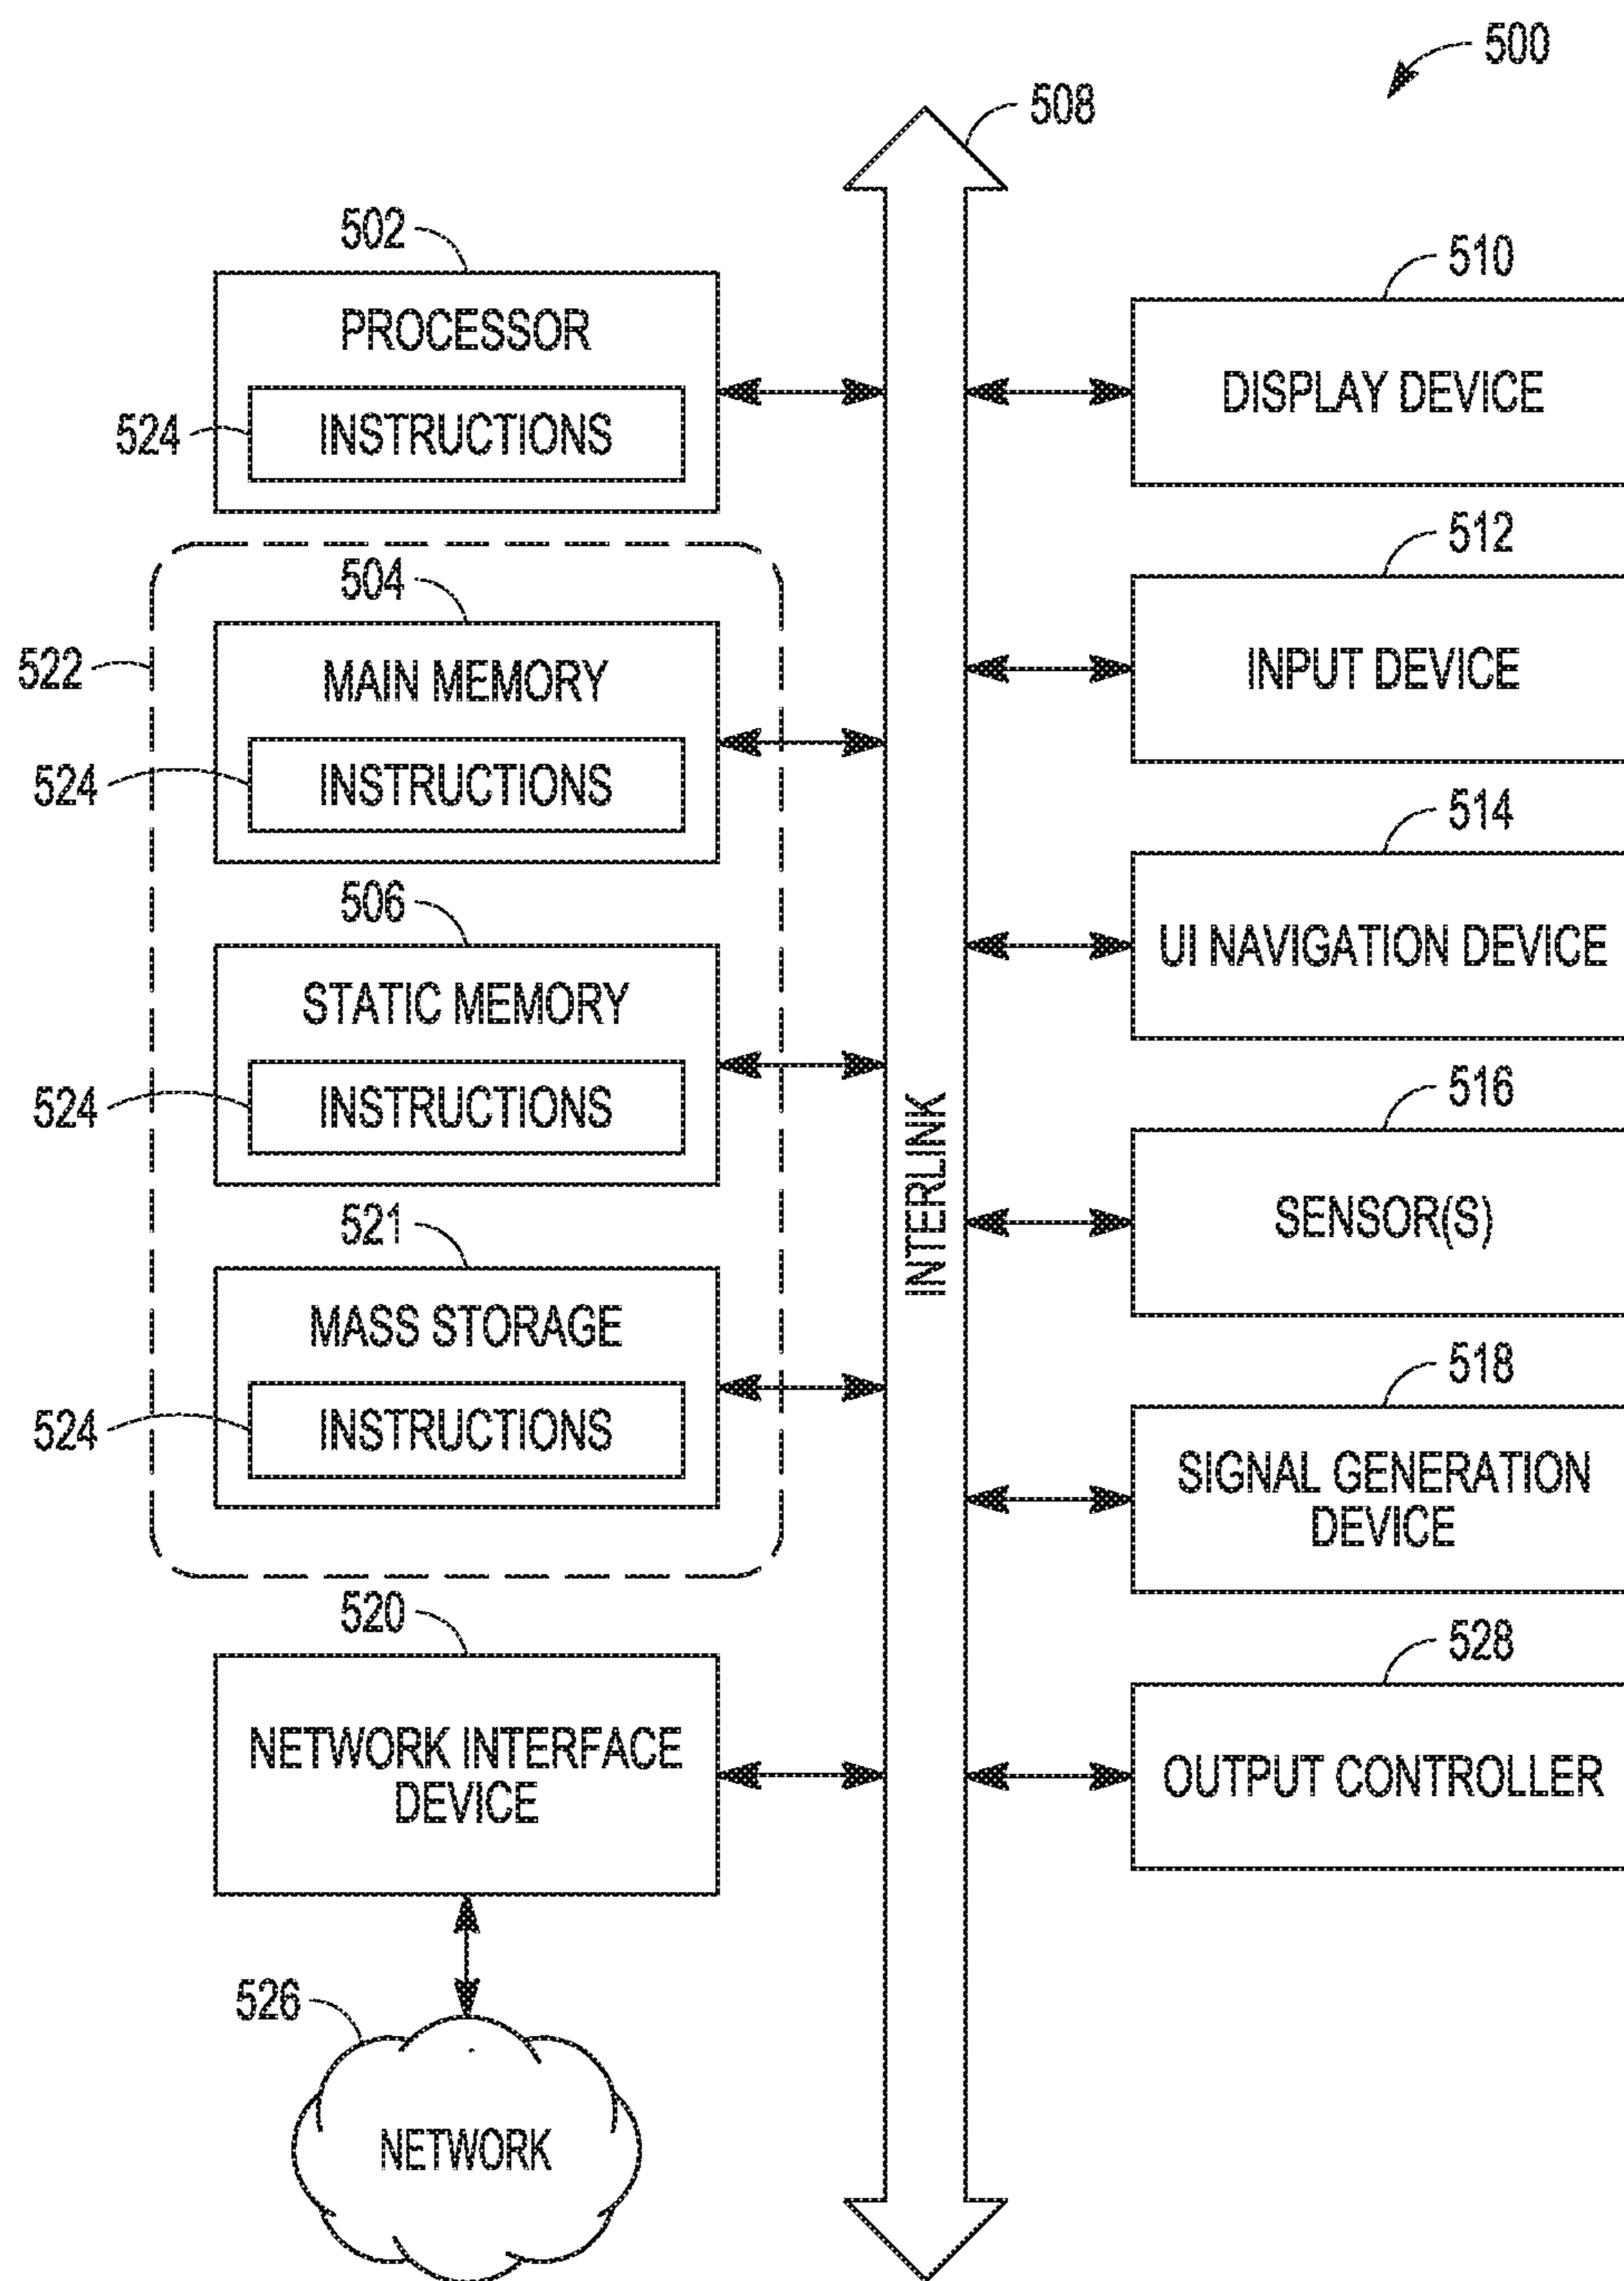 500
508
502
PROCESSOR
524
INSTRUCTIONS
522
504
MAIN MEMORY
524
INSTRUCTIONS
506
STATIC MEMORY
524
INSTRUCTIONS
521
MASS STORAGE
524
INSTRUCTIONS
520
NETWORK INTERFACE
DEVICE
526
NETWORK
INTERLINK
510
DISPLAY DEVICE
512
INPUT DEVICE
514
UI NAVIGATION DEVICE
516
SENSOR(S)
518
SIGNAL GENERATION
DEVICE
528
OUTPUT CONTROLLER